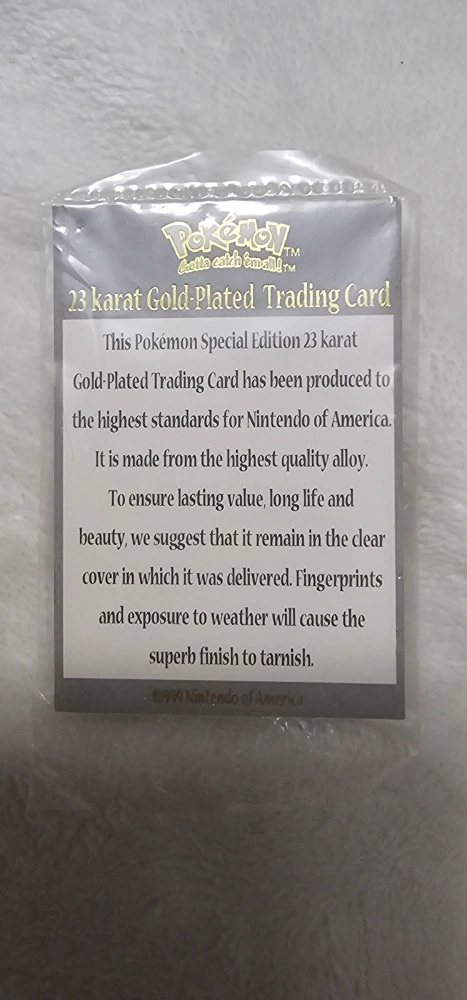 Pokémon TM
Gotta catch 'em all! TM
23 karat Gold-Plated Trading Card
This Pokémon Special Edition 23 karat
Gold-Plated Trading Card has been produced to
the highest standards for Nintendo of America.
It is made from the highest quality alloy.
To ensure lasting value, long life and
beauty, we suggest that it remain in the clear
cover in which it was delivered. Fingerprints
and exposure to weather will cause the
superb finish to tarnish.
©1999 Nintendo of America